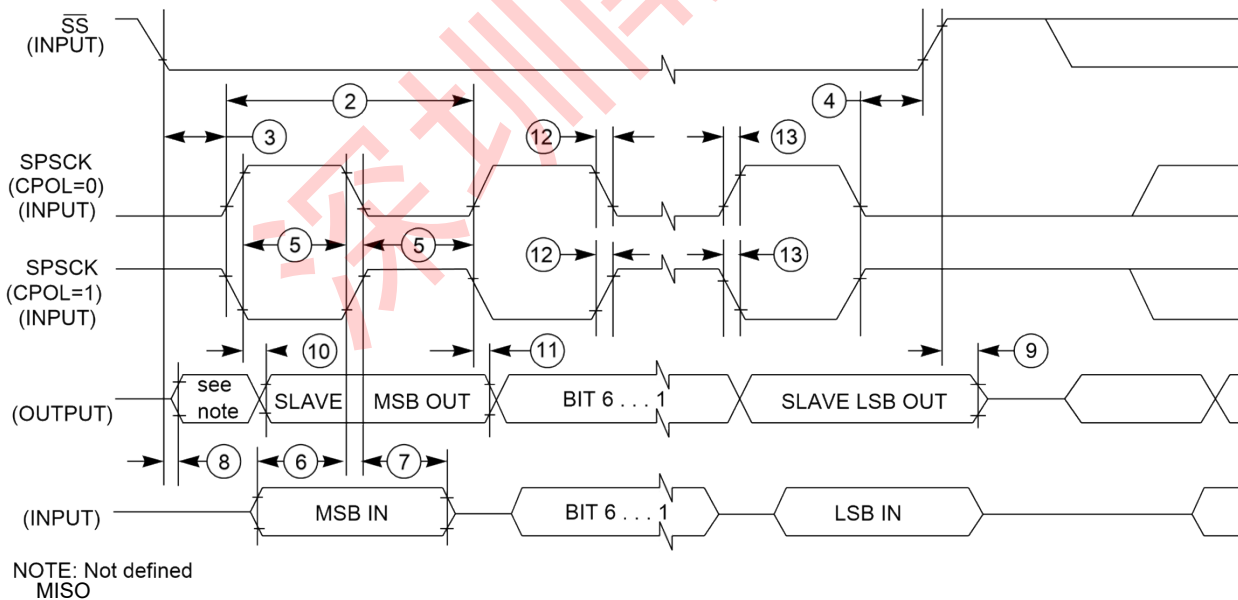 SS
(INPUT)
2
4
3
12
13
SPSCK
(CPOL=0)
(INPUT)
5
5
SPSCK
(CPOL=1)
(INPUT)
12
13
10
11
9
see
note
SLAVE
MSB OUT
BIT 6 . . . 1
SLAVE LSB OUT
(OUTPUT)
8
6
7
(INPUT)
MSB IN
BIT 6 . . . 1
LSB IN
NOTE: Not defined
MISO
深圳